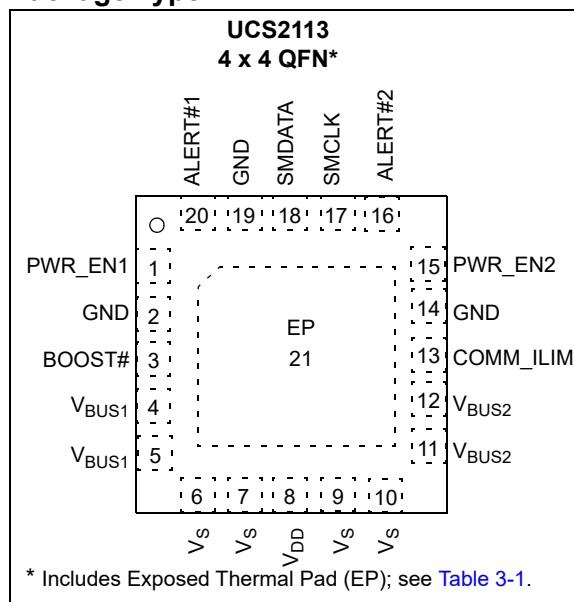 UCS2113
4 x 4 QFN*
ALERT#1
GND
SMDATA
SMCLK
ALERT#2
20 19 18 17 16
PWR_EN1 1
GND 2
BOOST# 3
VBUS1 4
VBUS1 5
EP
21
15 PWR_EN2
14 GND
13 COMM_ILIM
12 VBUS2
11 VBUS2
6 7 8 9 10
VS
VS
VDD
VS
VS
* Includes Exposed Thermal Pad (EP); see Table 3-1.